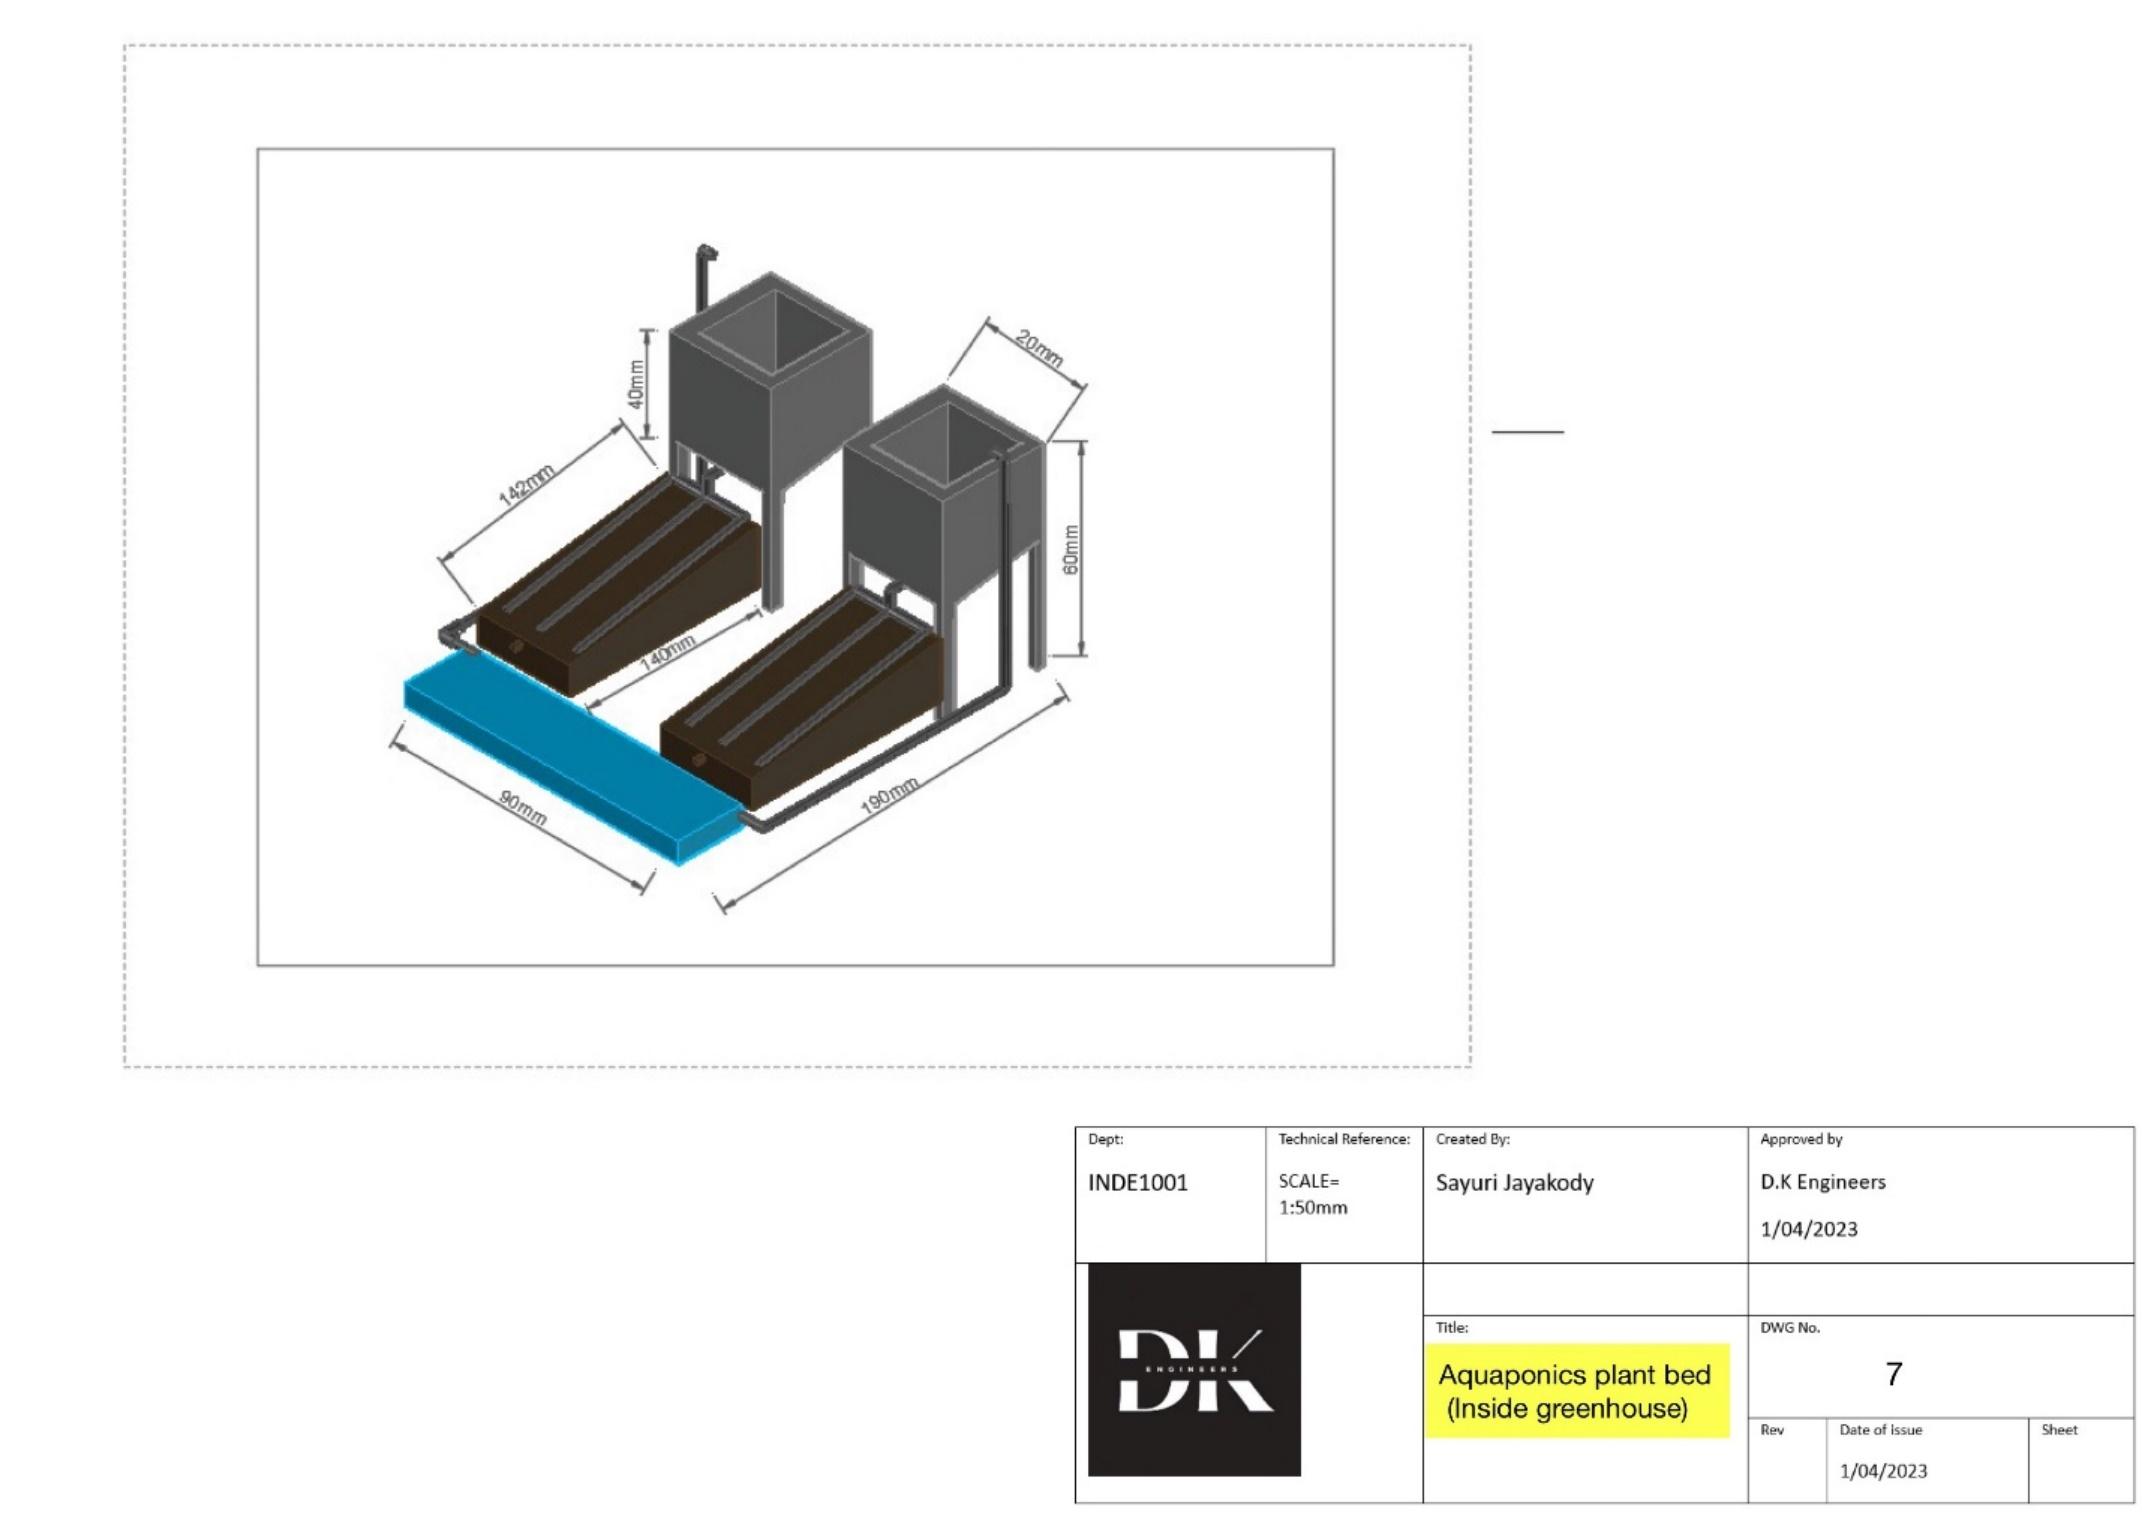 20mm
40mm
142mm
60mm
140mm
190mm
90mm
Dept:
INDE1001
Technical Reference:
SCALE=
1:50mm
Created By:
Sayuri Jayakody
Approved by
D.K Engineers
1/04/2023
DK
ENGINEERS
Title:
Aquaponics plant bed
(Inside greenhouse)
DWG No.
7
Rev
Date of issue
1/04/2023
Sheet